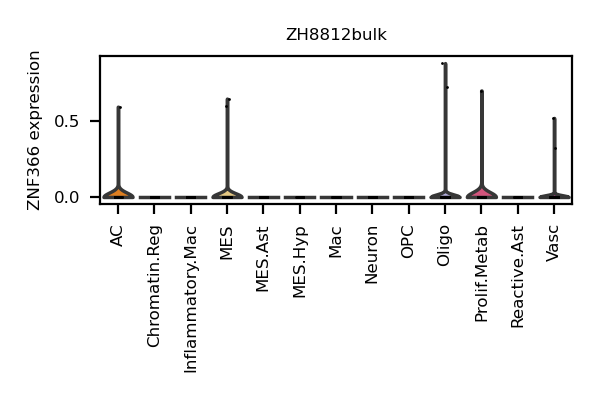 ZH8812bulk
ZNF366 expression
0.5
0.0
AC
Chromatin.Reg
Inflammatory.Mac
MES
MES.Ast
MES.Hyp
Mac
Neuron
OPC
Oligo
Prolif.Metab
Reactive.Ast
Vasc